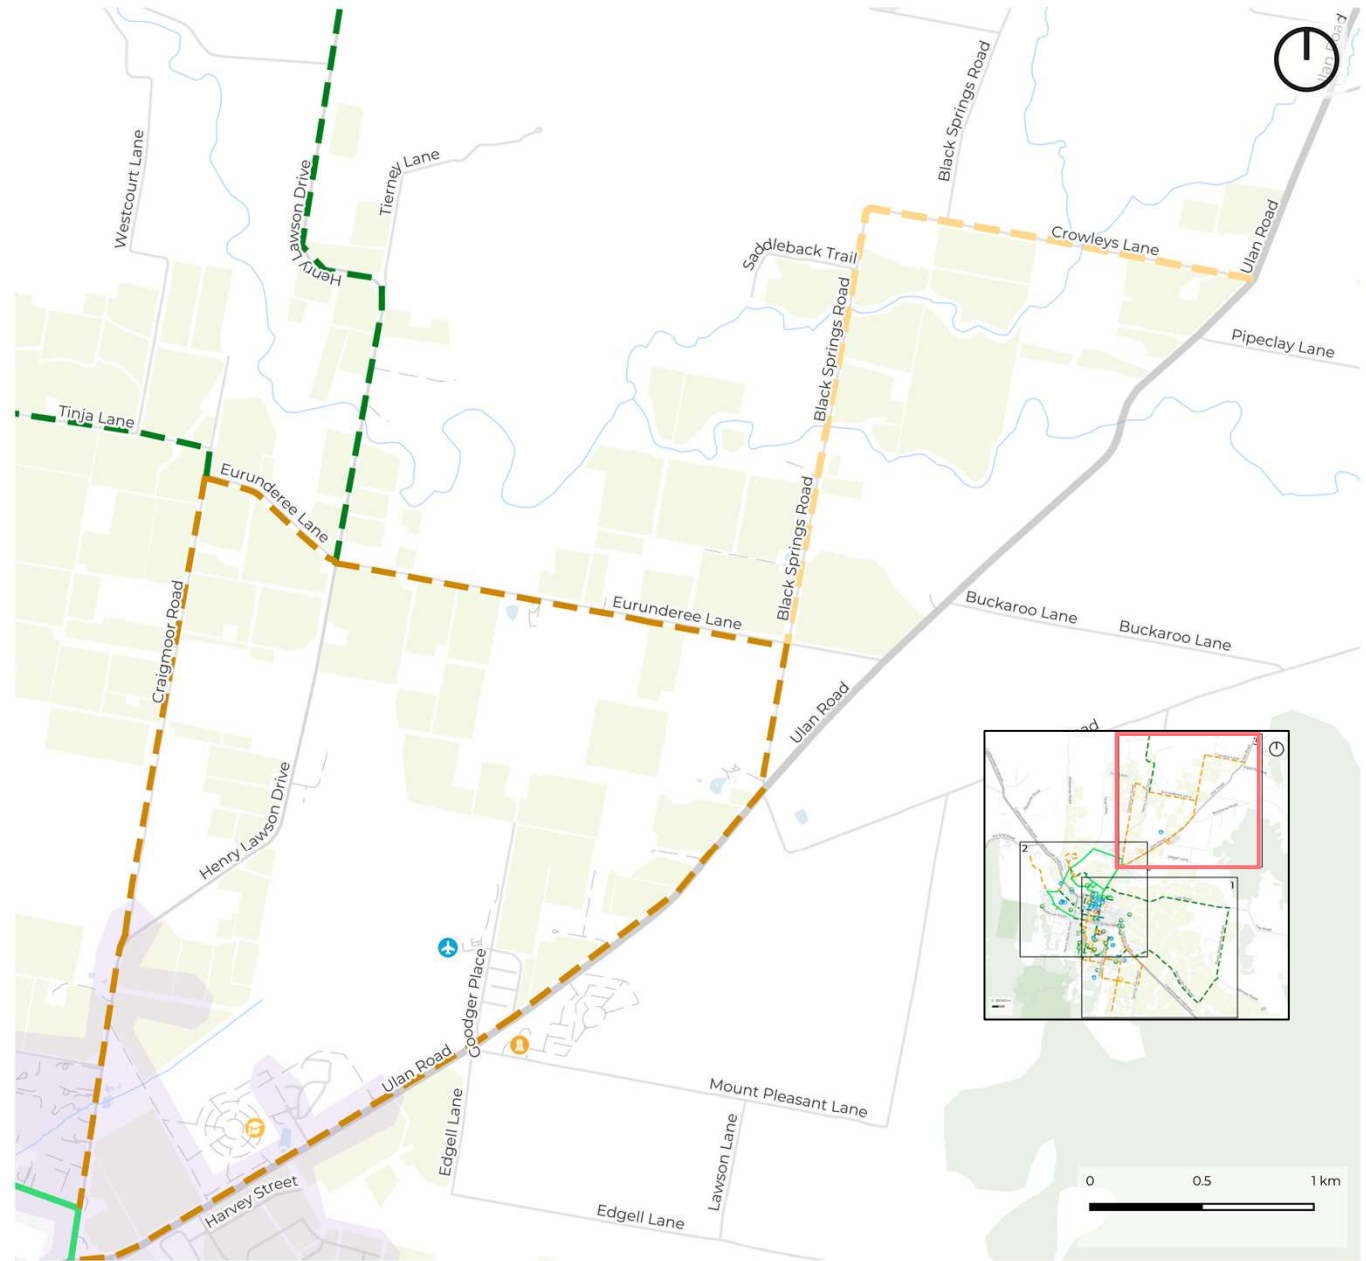 Ulan Road
Black Springs Road
Westcourt Lane
Tierney Lane
Henry Lawson Drive
Henry
Crowleys Lane
Ulan Road
Saddleback Trail
Black Springs Road
Pipeclay Lane
Tinja Lane
Eurunderee Lane
Black Springs Road
Craigmoor Road
Eurunderee Lane
Buckaroo Lane
Buckaroo Lane
Ulan Road
Henry Lawson Drive
2
1
Goodger Place
Ulan Road
Mount Pleasant Lane
Edgell Lane
Lawson Lane
Harvey Street
Edgell Lane
0 0.5 1 km